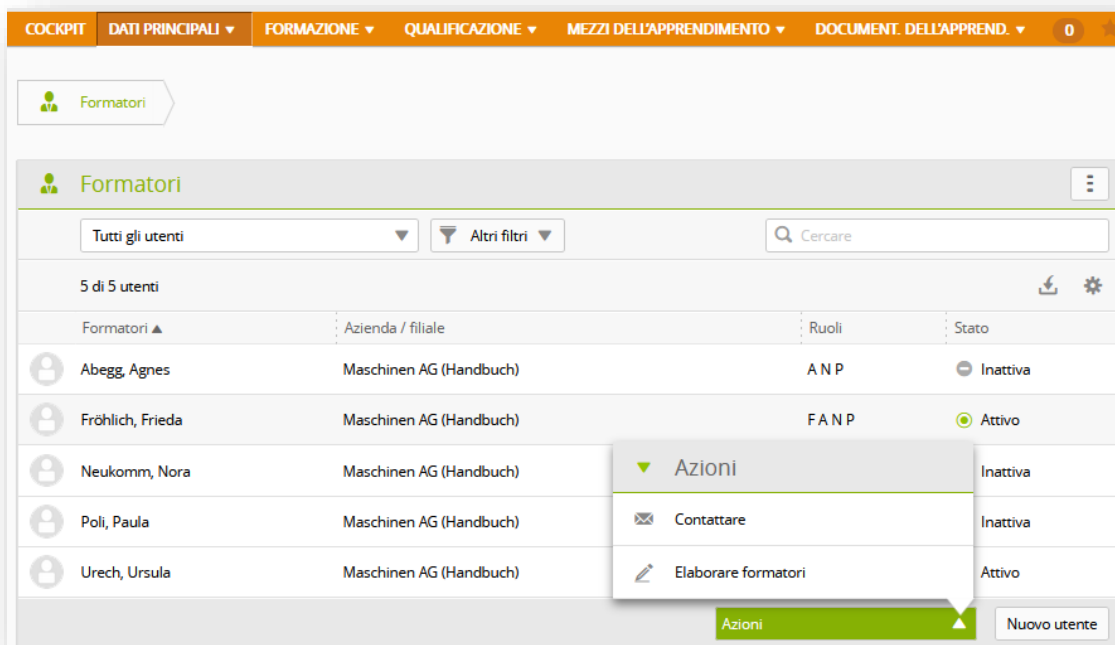 COCKPIT DATI PRINCIPALI ▼ FORMAZIONE ▼ QUALIFICAZIONE ▼ MEZZI DELL'APPRENDIMENTO ▼ DOCUMENT. DELL'APPREND. ▼ 0
Formatori
Formatori
Tutti gli utenti ▼ Altri filtri ▼ Cercare
5 di 5 utenti
Formatori ▲ Azienda / filiale Ruoli Stato
Abegg, Agnes Maschinen AG (Handbuch) A N P Inattiva
Fröhlich, Frieda Maschinen AG (Handbuch) F A N P Attivo
Neukomm, Nora Maschinen AG (Handbuch) Inattiva
Poli, Paula Maschinen AG (Handbuch) Inattiva
Urech, Ursula Maschinen AG (Handbuch) Attivo
▼ Azioni
Contattare
Elaborare formatori
Azioni ▲ Nuovo utente